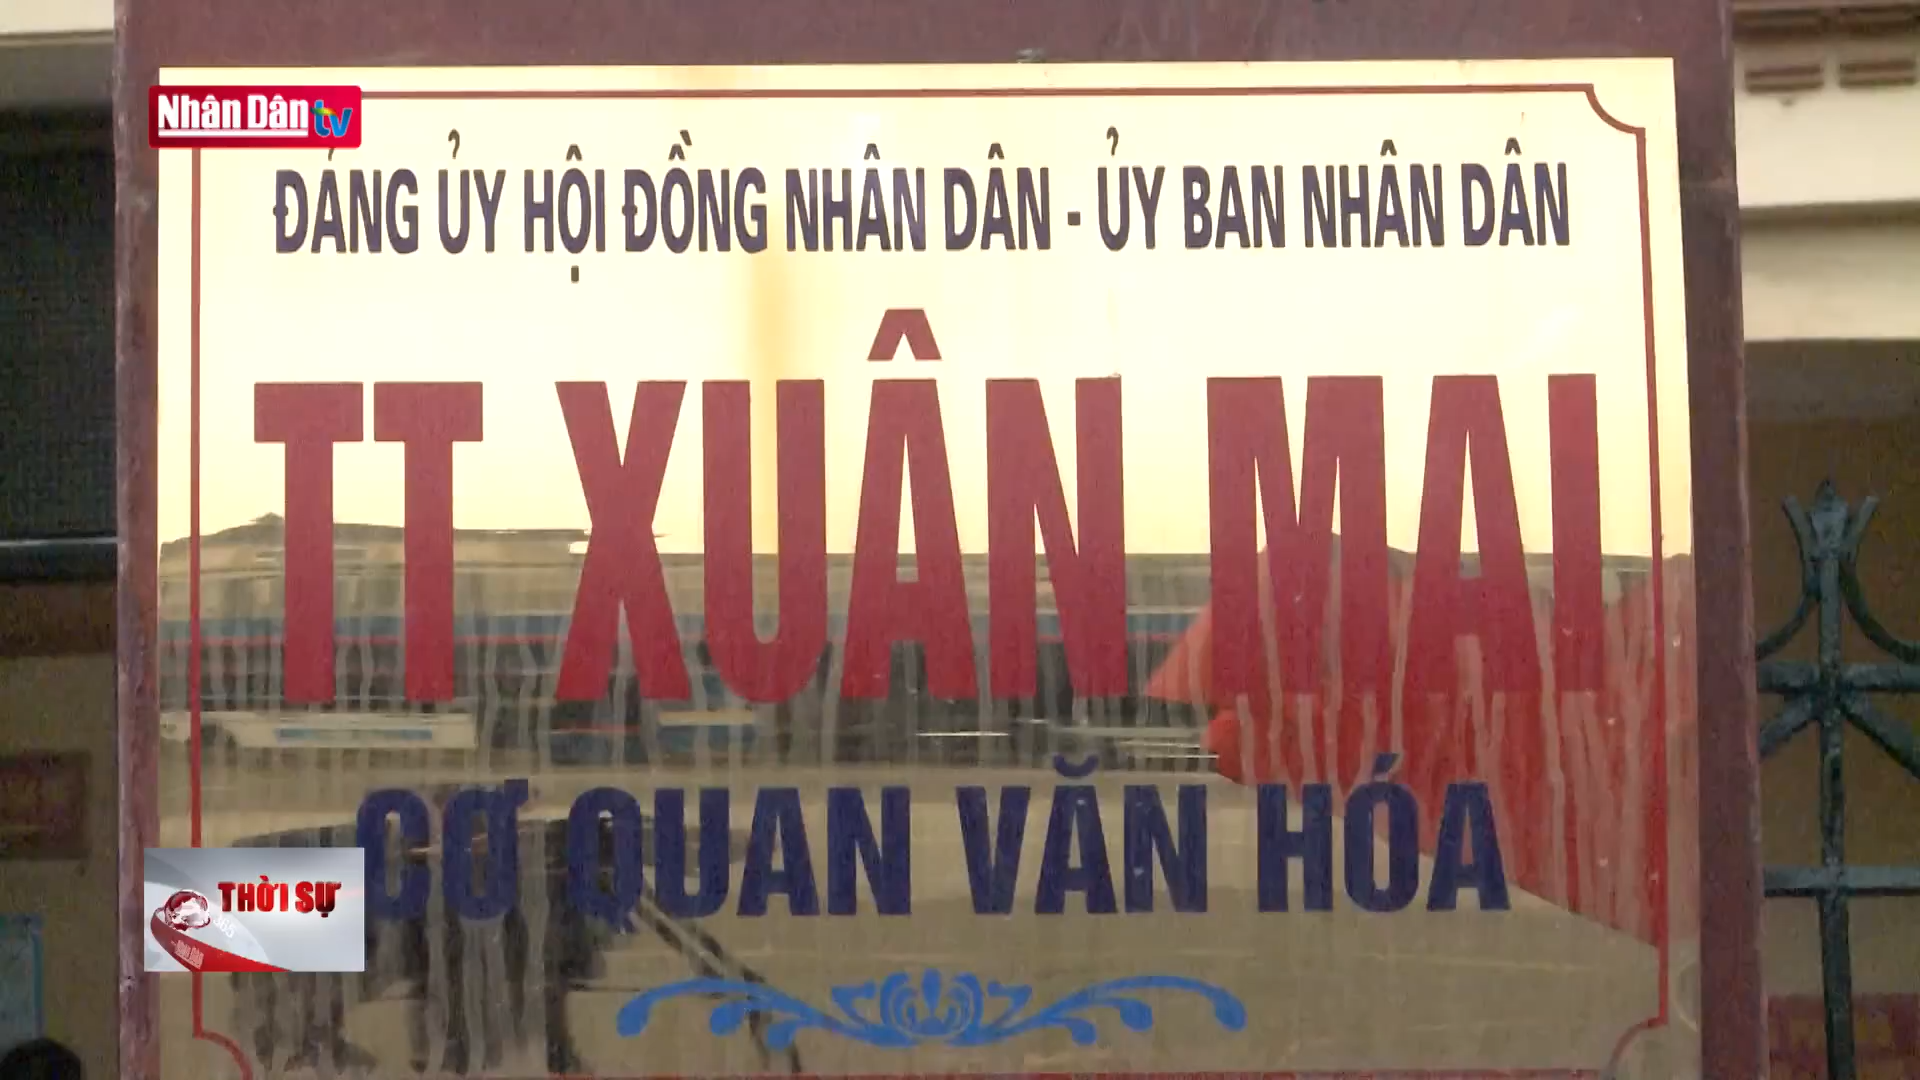 Nhân Dân tv
ĐẢNG ỦY HỘI ĐỒNG NHÂN DÂN - ỦY BAN NHÂN DÂN
TT XUÂN MAI
CƠ QUAN VĂN HÓA
THỜI SỰ
365